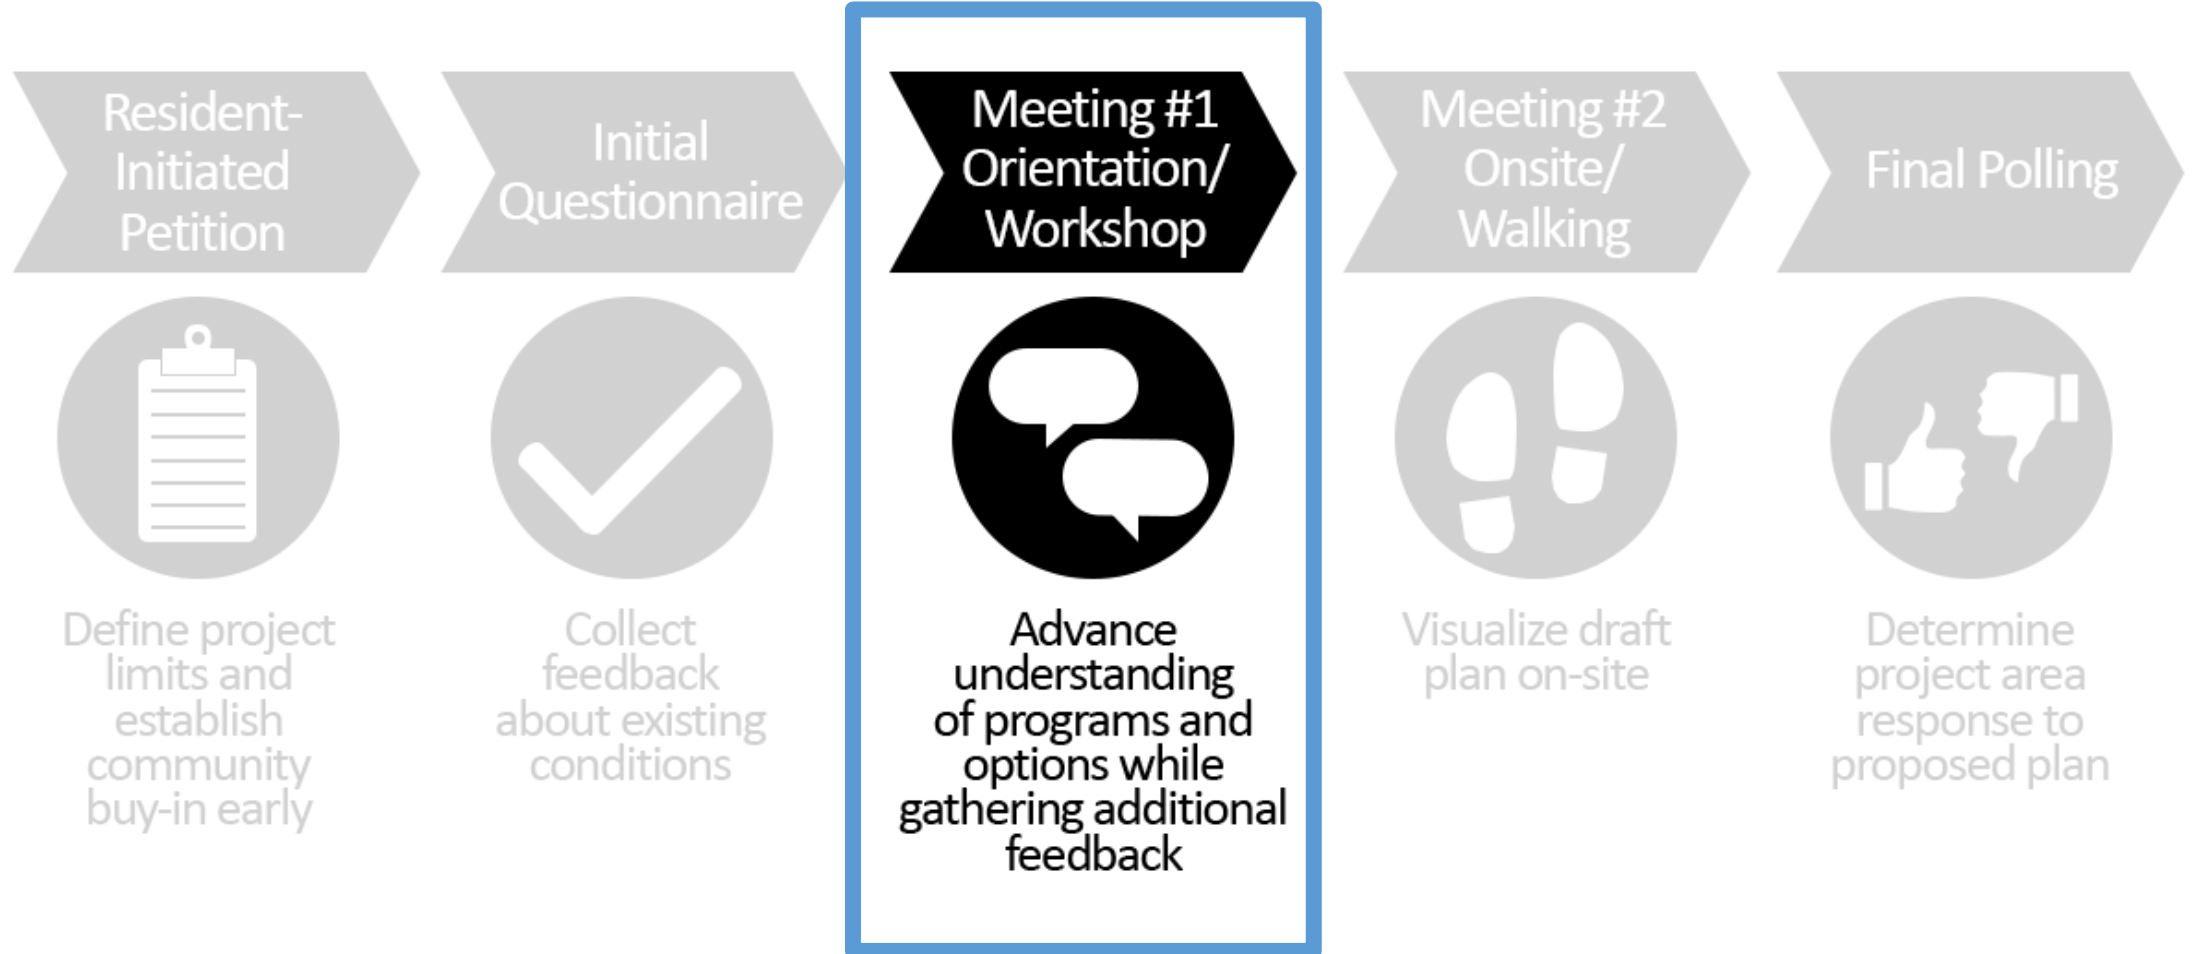 Resident-
Initiated
Petition
Initial
Questionnaire
Meeting #1
Orientation/
Workshop
Meeting #2
Onsite/
Walking
Final Polling
Define project
limits and
establish
community
buy-in early
Collect
feedback
about existing
conditions
Advance
understanding
of programs and
options while
gathering additional
feedback
Visualize draft
plan on-site
Determine
project area
response to
proposed plan